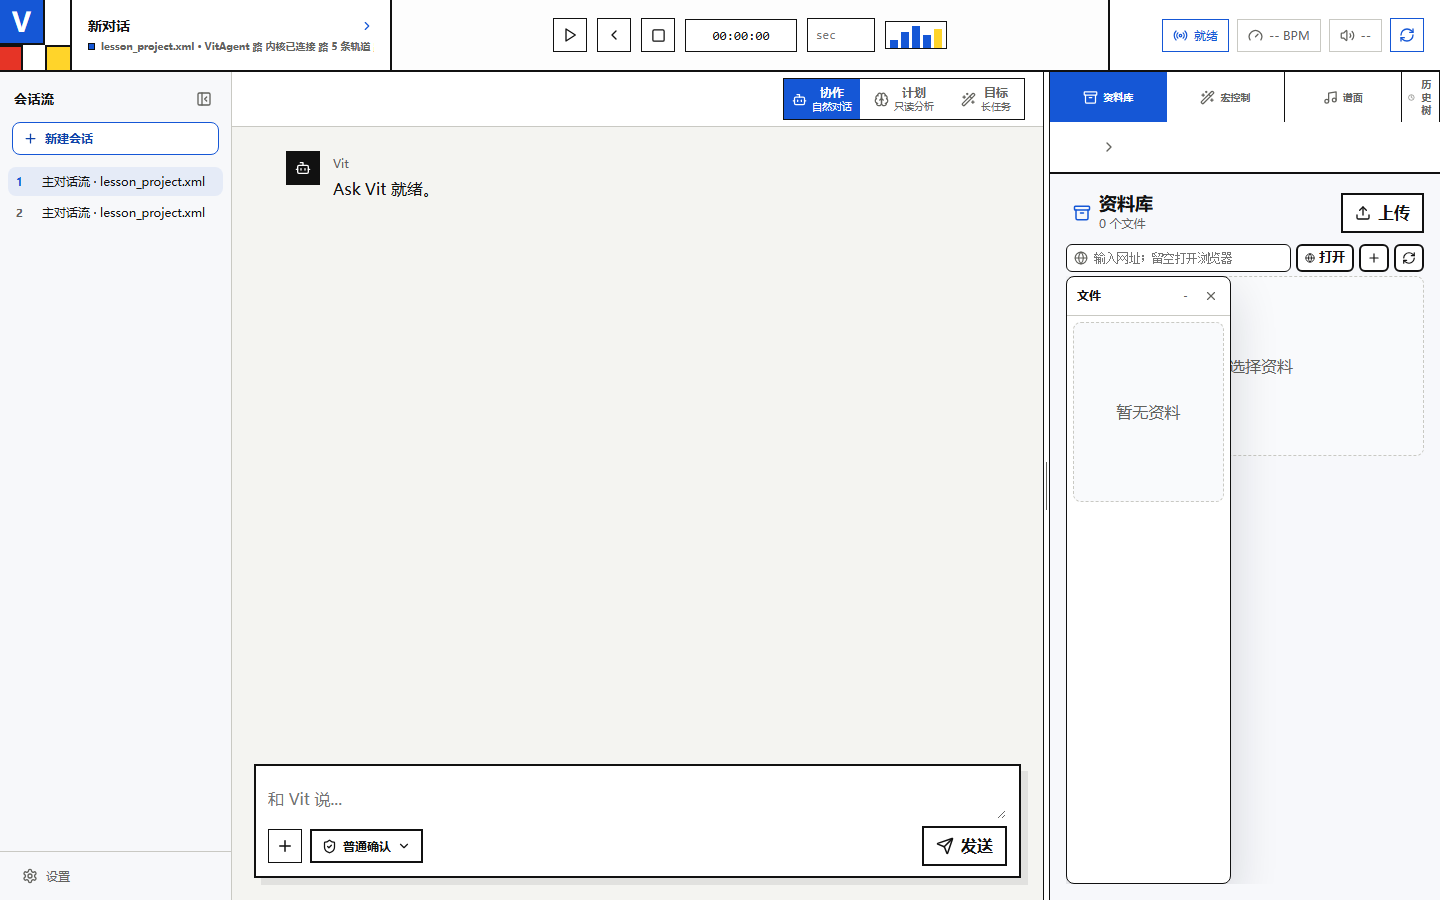 V
新对话
lesson_project.xml • VitAgent 踣 内核已连接 踣 5 条轨道
00:00:00
sec
就绪
-- BPM
--
会话流
新建会话
1 主对话流 · lesson_project.xml
2 主对话流 · lesson_project.xml
设置
协作
自然对话
计划
只读分析
目标
长任务
Vit
Ask Vit 就绪。
和 Vit 说...
普通确认
发送
资料库
宏控制
谱面
历史树
资料库
0 个文件
上传
输入网址；留空打开浏览器
打开
文件
-
暂无资料
选择资料